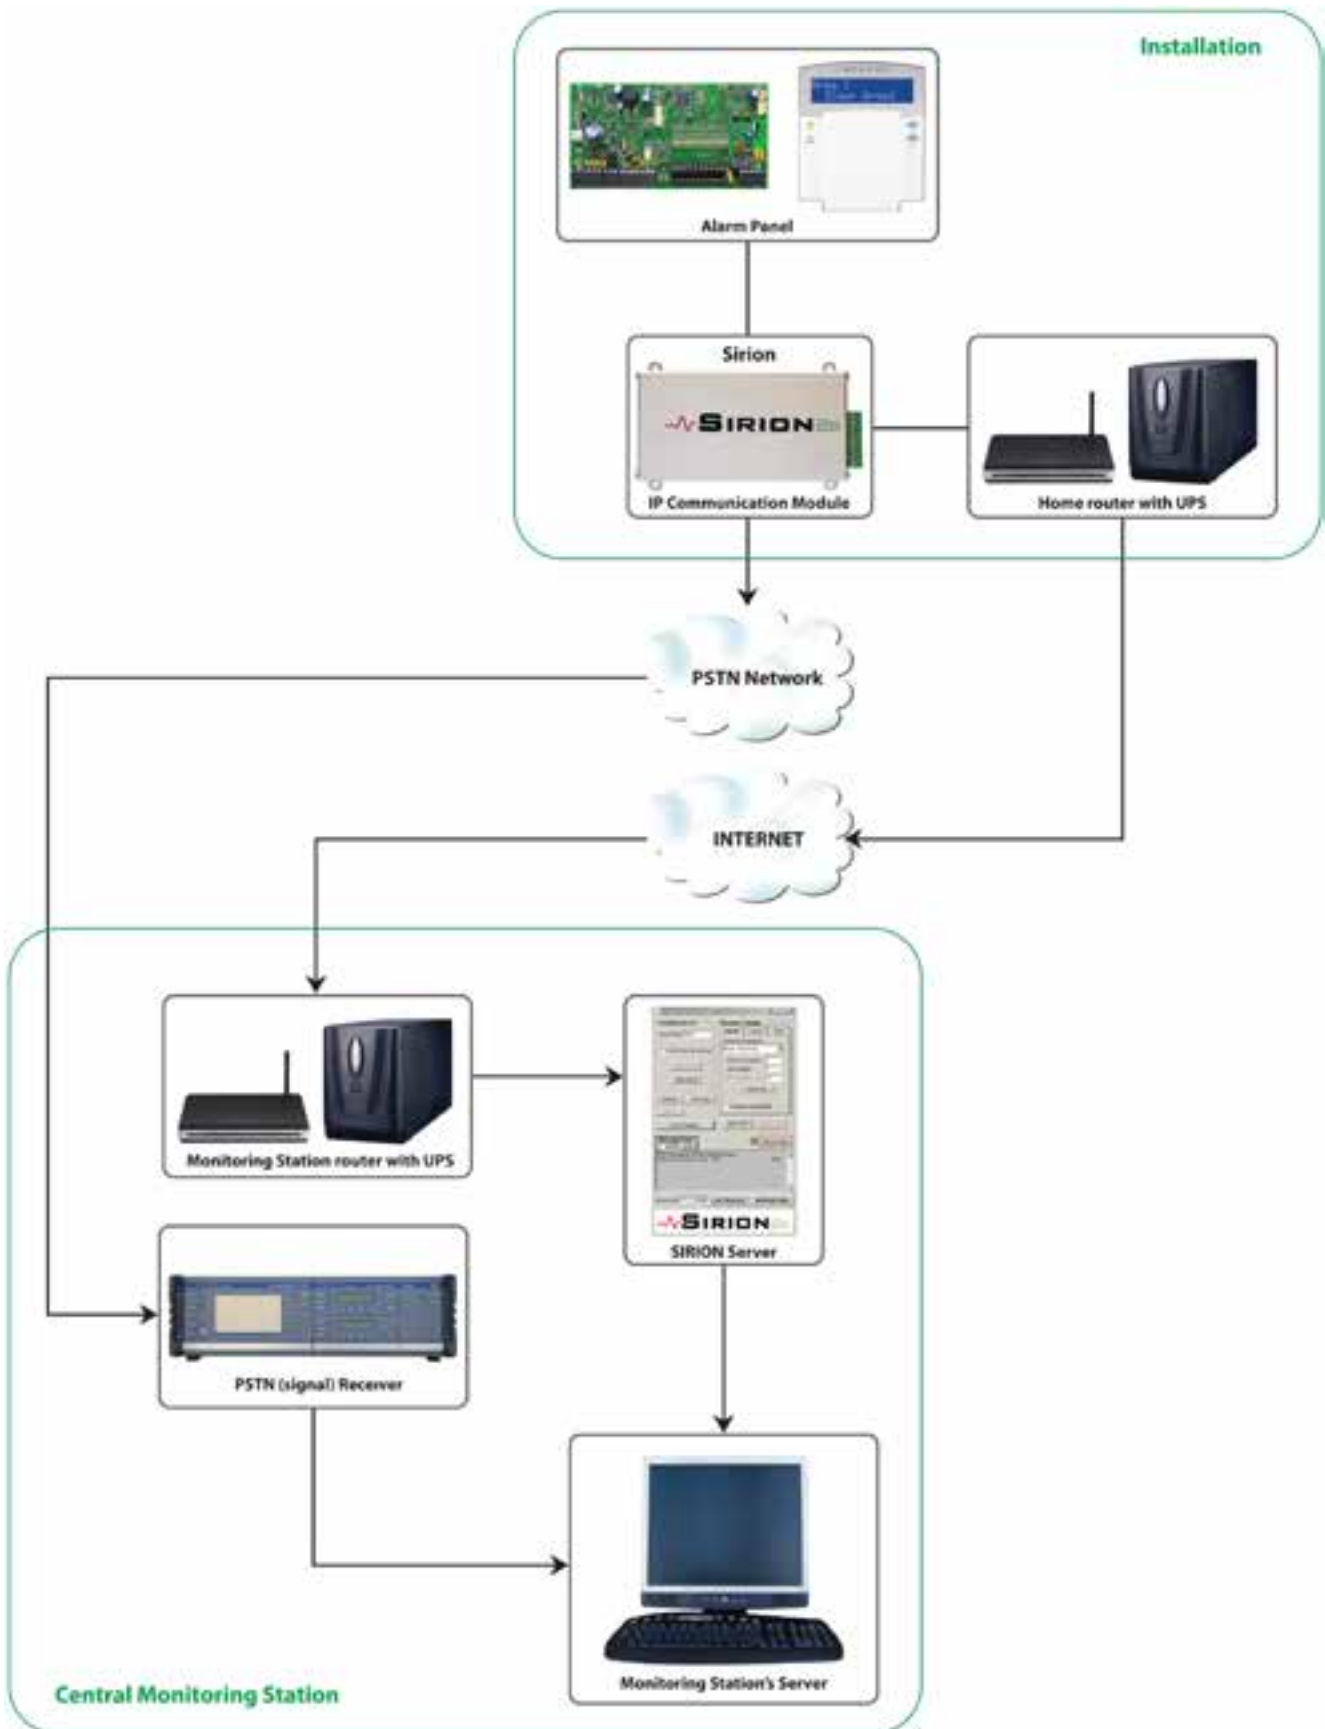 Installation
Alarm Panel
Sirion
SIRION
IP Communication Module
Home router with UPS
PSTN Network
INTERNET
Monitoring Station router with UPS
SIRION
SIRION Server
PSTN (signal) Receiver
Monitoring Station's Server
Central Monitoring Station